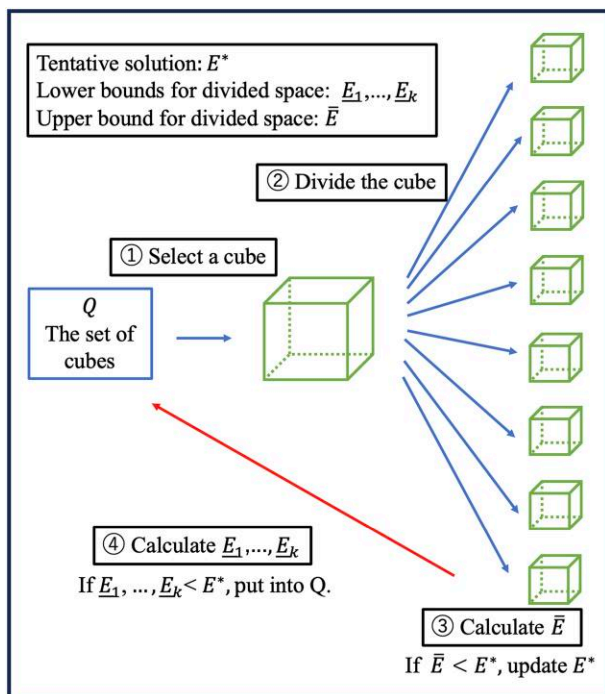 Tentative solution: E*
Lower bounds for divided space: E̲₁,...,E̲ₖ
Upper bound for divided space: Ē
② Divide the cube
① Select a cube
Q
The set of
cubes
④ Calculate E̲₁,...,E̲ₖ
If E̲₁, ...,E̲ₖ< E*, put into Q.
③ Calculate Ē
If Ē < E*, update E*